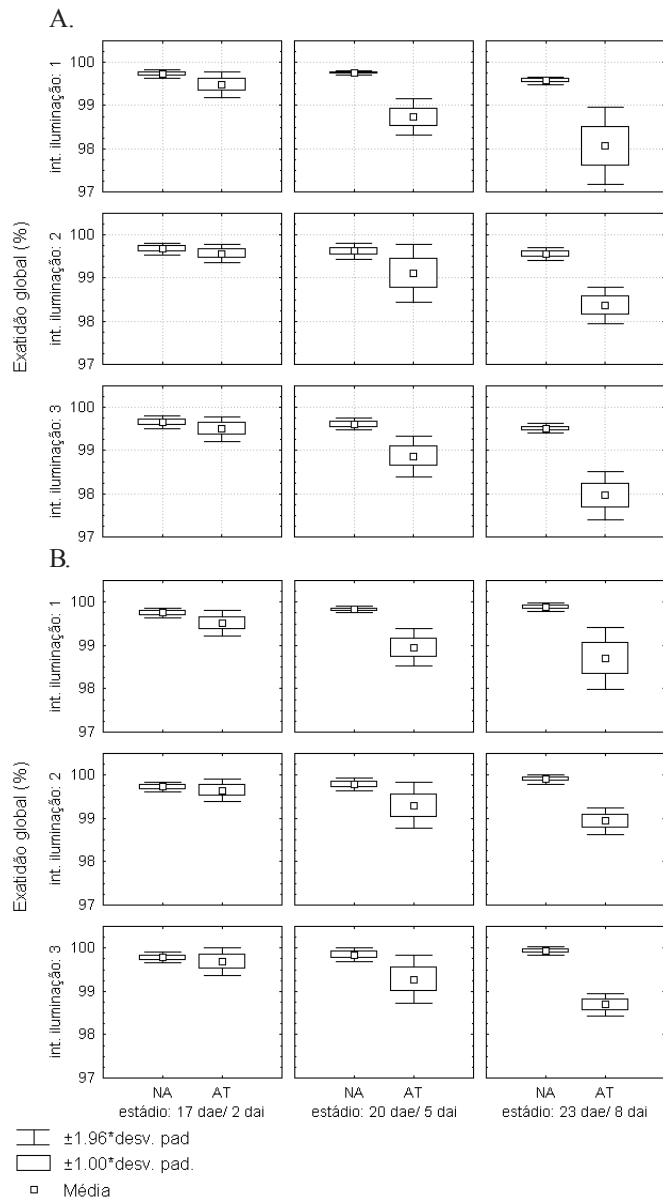 A.
100
99
98
97
int. iluminação: 1
100
99
98
97
int. iluminação: 2
Exatidão global (%)
100
99
98
97
int. iluminação: 3
B.
100
99
98
97
int. iluminação: 1
100
99
98
97
int. iluminação: 2
Exatidão global (%)
100
99
98
97
int. iluminação: 3
NA AT NA AT NA AT
estádio: 17 dae/ 2 dai estádio: 20 dae/ 5 dai estádio: 23 dae/ 8 dai
±1.96*desv. pad
±1.00*desv. pad.
Média